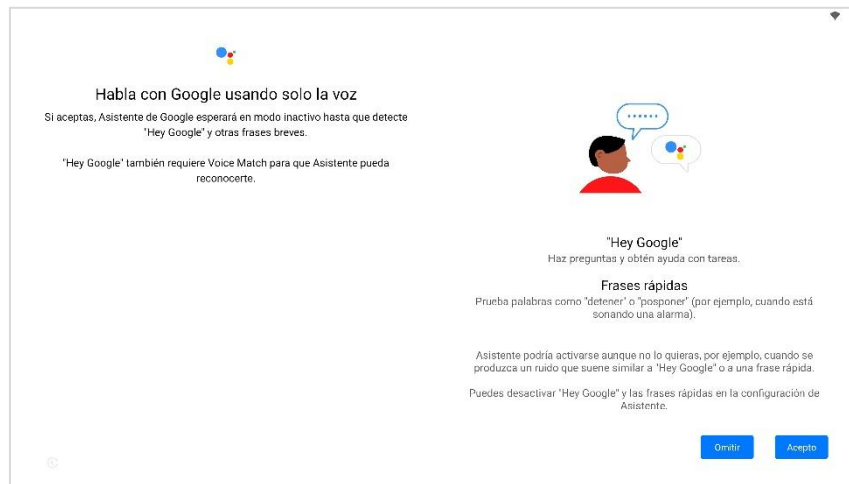 Habla con Google usando solo la voz
Si aceptas, Asistente de Google esperará en modo inactivo hasta que detecte
"Hey Google" y otras frases breves.
"Hey Google" también requiere Voice Match para que Asistente pueda
reconocerte.
"Hey Google"
Haz preguntas y obtén ayuda con tareas.
Frases rápidas
Prueba palabras como "detener" o "posponer" (por ejemplo, cuando está
sonando una alarma).
Asistente podría activarse aunque no lo quieras, por ejemplo, cuando se
produzca un ruido que suene similar a "Hey Google" o a una frase rápida.
Puedes desactivar "Hey Google" y las frases rápidas en la configuración de
Asistente.
Omitir
Acepto